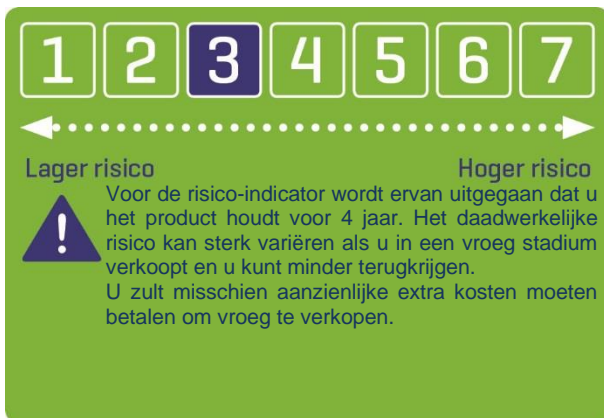 1 2 3 4 5 6 7
Lager risico Hoger risico
!
Voor de risico-indicator wordt ervan uitgegaan dat u
het product houdt voor 4 jaar. Het daadwerkelijke
risico kan sterk variëren als u in een vroeg stadium
verkoopt en u kunt minder terugkrijgen.
U zult misschien aanzienlijke extra kosten moeten
betalen om vroeg te verkopen.